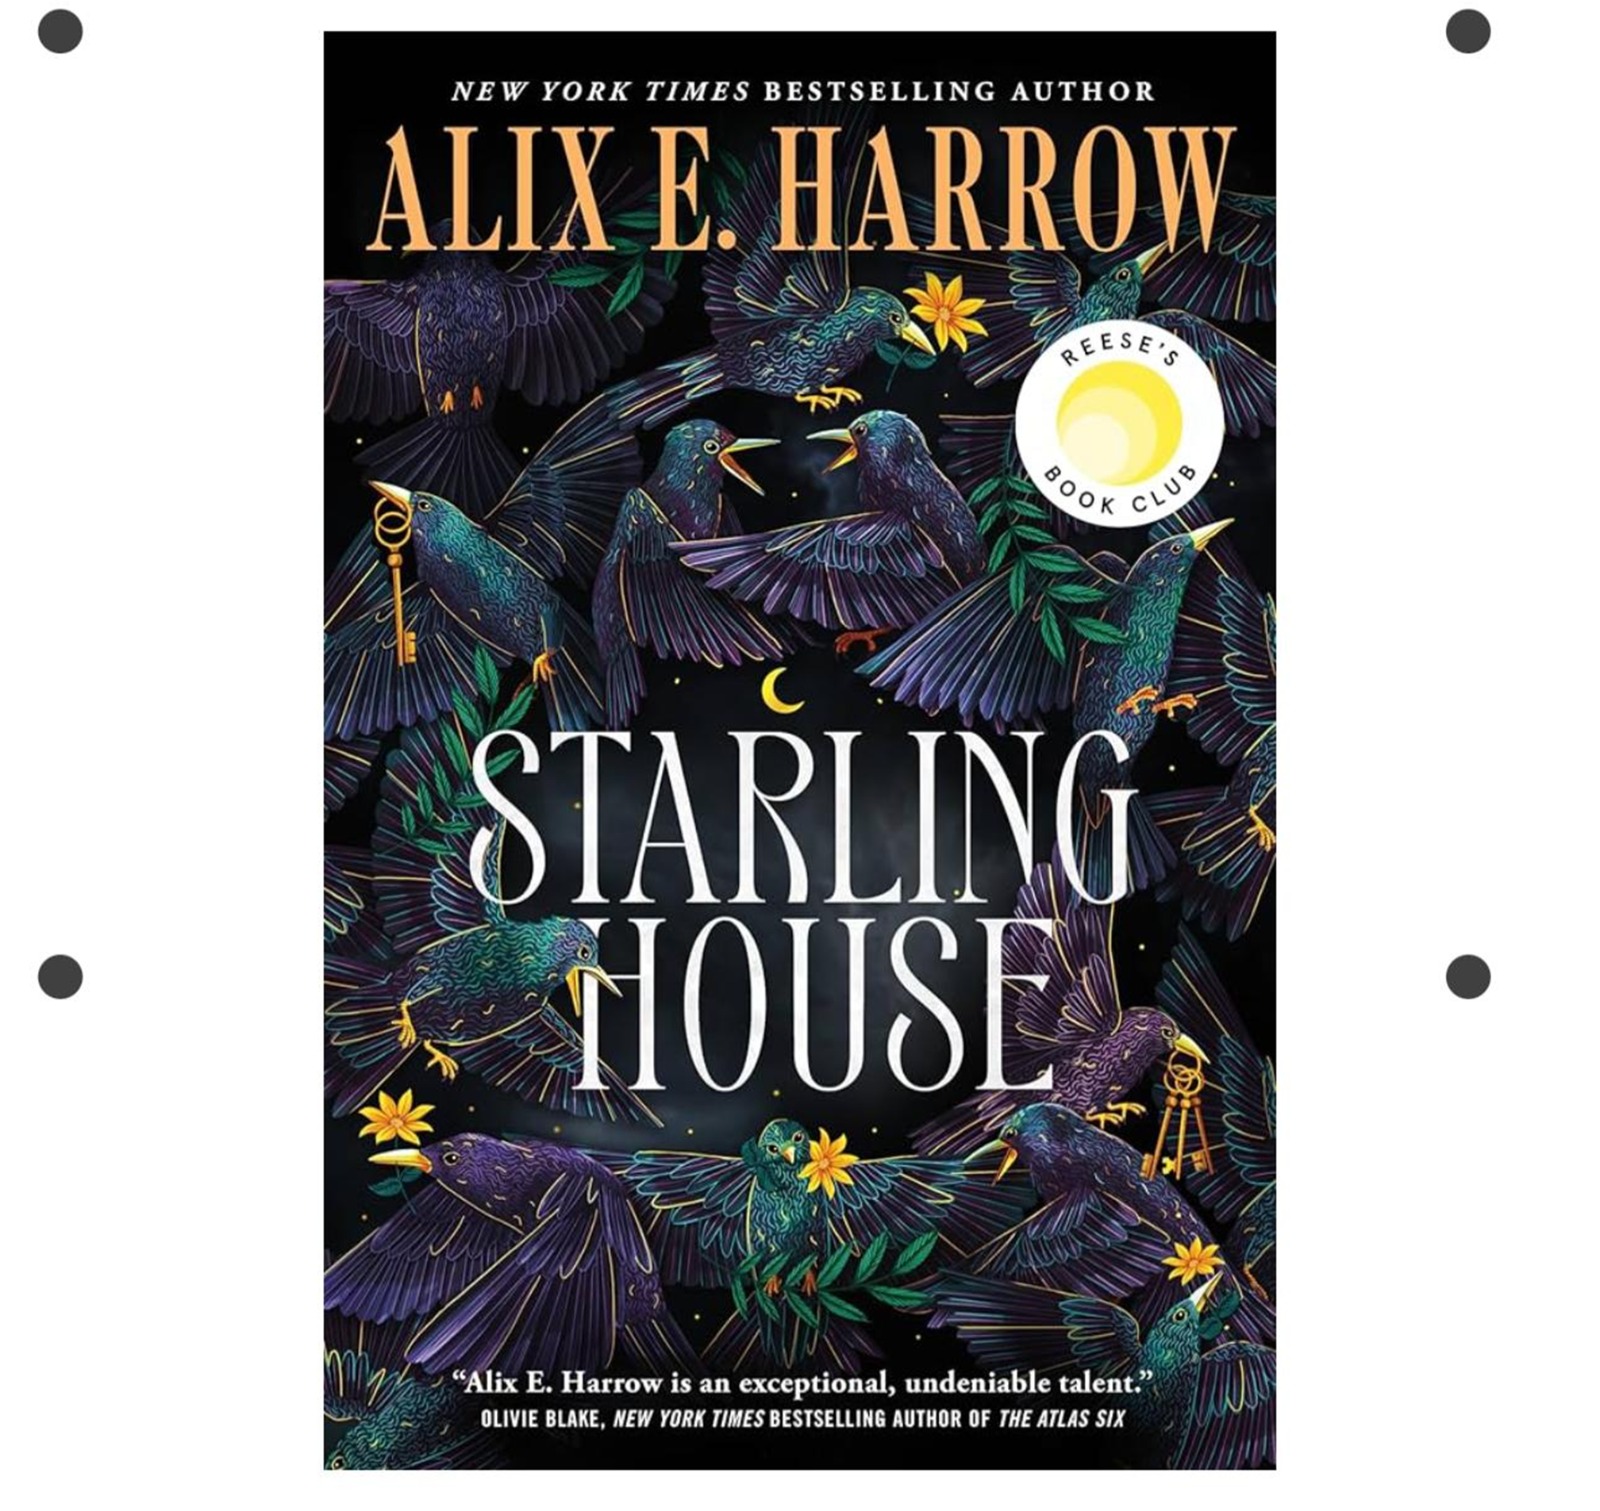 NEW YORK TIMES BESTSELLING AUTHOR
ALIX E. HARROW
REESE'S
BOOK CLUB
STARLING
HOUSE
“Alix E. Harrow is an exceptional, undeniable talent.”
OLIVIE BLAKE, NEW YORK TIMES BESTSELLING AUTHOR OF THE ATLAS SIX